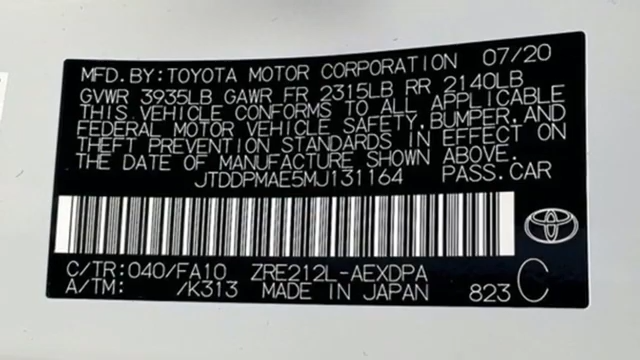 MFD.BY:TOYOTA MOTOR CORPORATION 07/20
GVWR 3935LB GAWR FR 2315LB RR 2140LB
THIS VEHICLE CONFORMS TO ALL APPLICABLE
FEDERAL MOTOR VEHICLE SAFETY,BUMPER,AND
THEFT PREVENTION STANDARDS IN EFFECT ON
THE DATE OF MANUFACTURE SHOWN ABOVE.
JTDDPMAE5MJ131164 PASS.CAR
C/TR:040/FA10 ZRE212L-AEXDPA
A/TM: /K313 MADE IN JAPAN 823 C